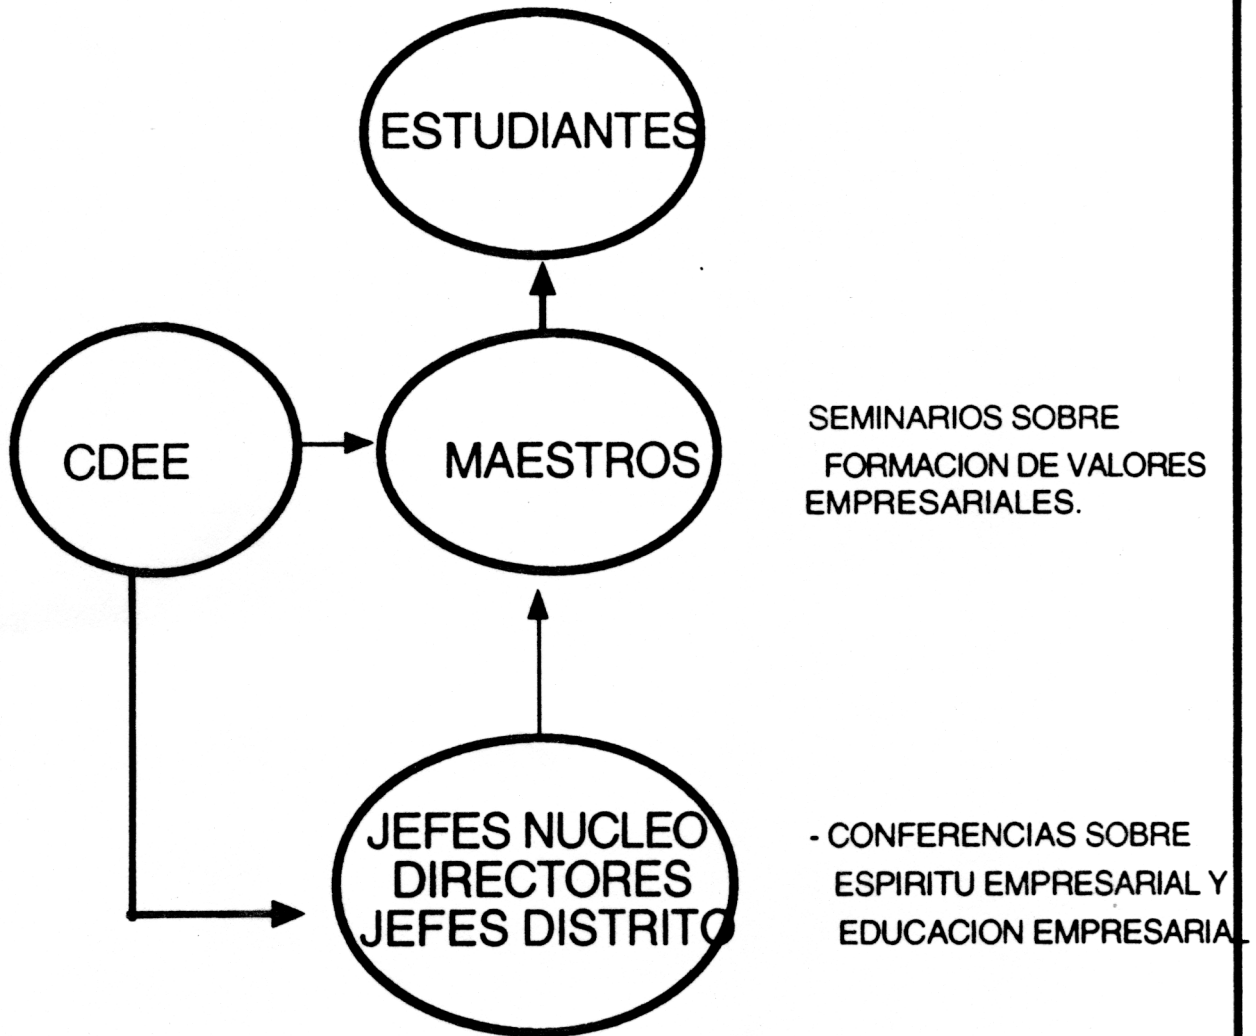 ESTUDIANTES
CDEE
MAESTROS
SEMINARIOS SOBRE
FORMACION DE VALORES
EMPRESARIALES.
JEFES NUCLEO
DIRECTORES
JEFES DISTRITO
- CONFERENCIAS SOBRE
ESPIRITU EMPRESARIAL Y
EDUCACION EMPRESARIAL